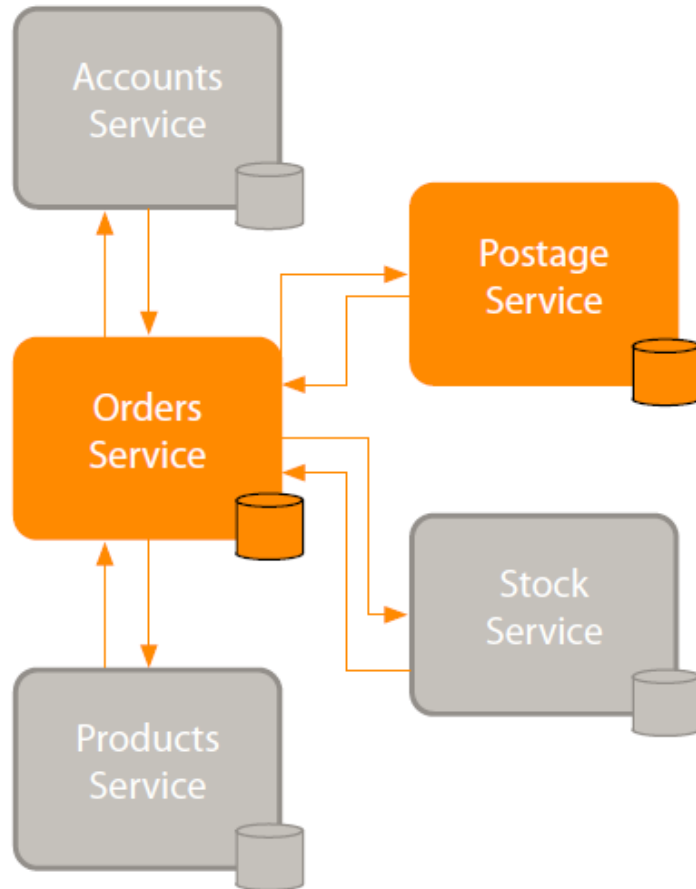 Accounts
Service
Postage
Service
Orders
Service
Stock
Service
Products
Service